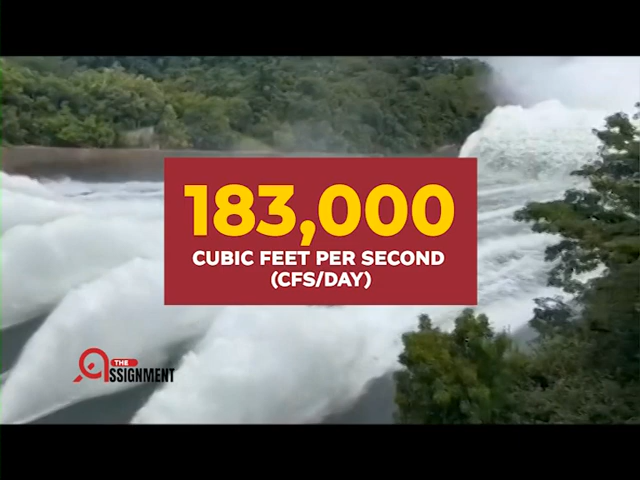 183,000
CUBIC FEET PER SECOND
(CFS/DAY)
THE
ASSIGNMENT